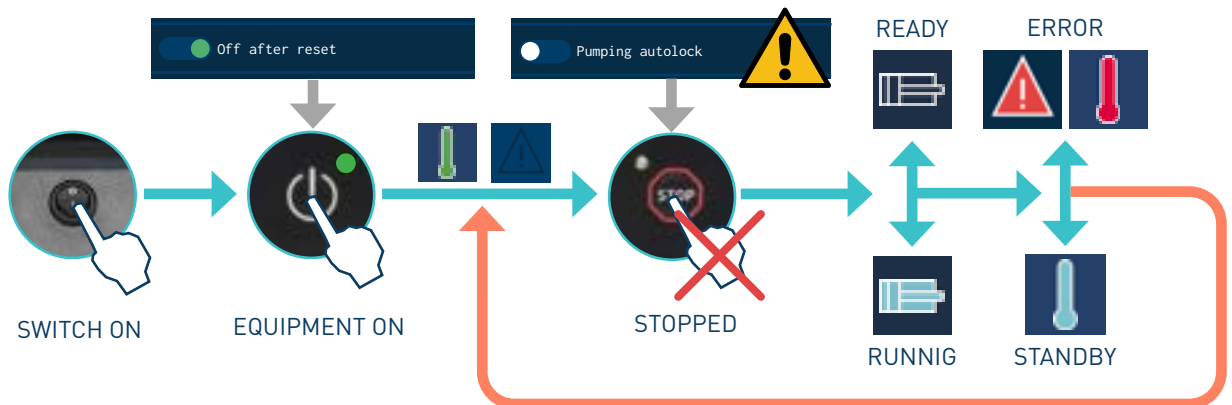 Off after reset
Pumping autolock
READY
ERROR
STOP
SWITCH ON
EQUIPMENT ON
STOPPED
RUNNIG
STANDBY